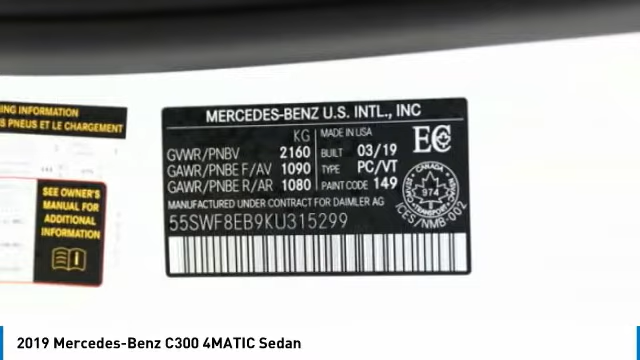 NG INFORMATION
S PNEUS ET LE CHARGEMENT
SEE OWNER'S
MANUAL FOR
ADDITIONAL
INFORMATION
MERCEDES-BENZ U.S. INTL., INC
KG
GVWR/PNBV 2160
GAWR/PNBE F/AV 1090
GAWR/PNBE R/AR 1080
MADE IN USA
BUILT 03/19
TYPE PC/VT
PAINT CODE 149
EC
CANADA
974
TRANSPORT
ICES/NMB-002
MANUFACTURED UNDER CONTRACT FOR DAIMLER AG
55SWF8EB9KU315299
2019 Mercedes-Benz C300 4MATIC Sedan